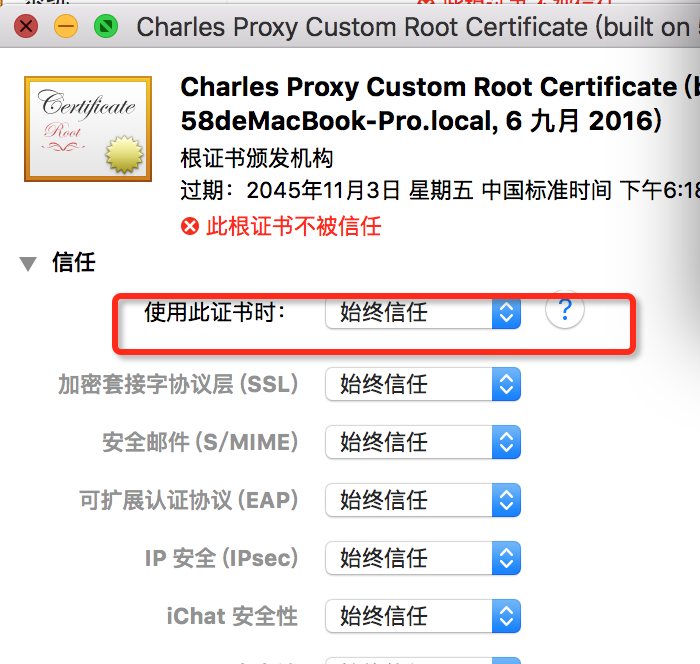 Charles Proxy Custom Root Certificate (built on
Certificate
Root
Charles Proxy Custom Root Certificate (
58deMacBook-Pro.local, 6 九月 2016)
根证书颁发机构
过期：2045年11月3日 星期五 中国标准时间 下午6:18
此根证书不被信任
信任
使用此证书时： 始终信任 ?
加密套接字协议层 (SSL) 始终信任
安全邮件 (S/MIME) 始终信任
可扩展认证协议 (EAP) 始终信任
IP 安全 (IPsec) 始终信任
iChat 安全性 始终信任